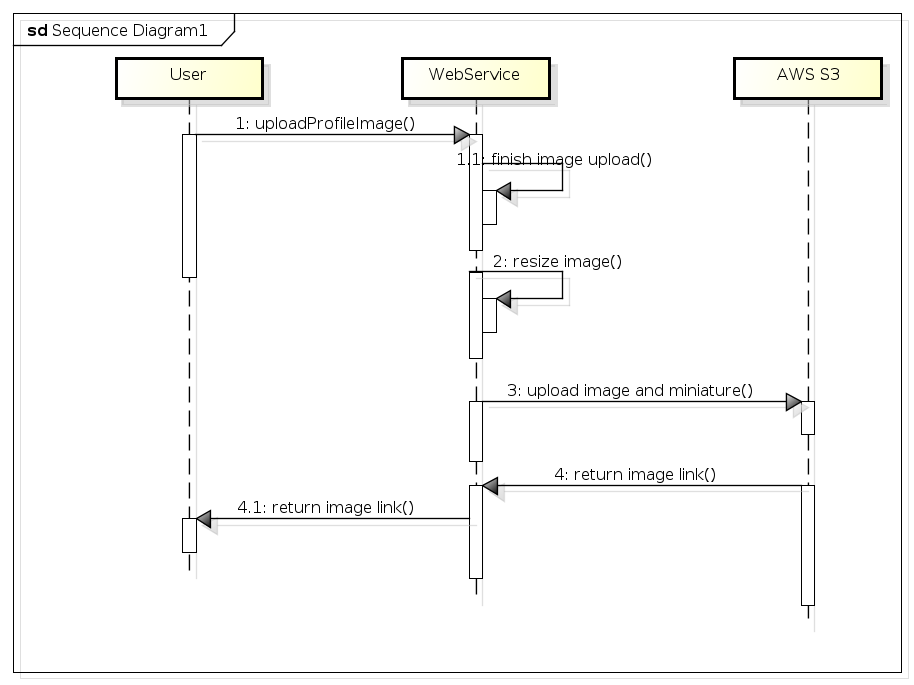 sd Sequence Diagram1
User
WebService
AWS S3
1: uploadProfileImage()
1.1: finish image upload()
2: resize image()
3: upload image and miniature()
4: return image link()
4.1: return image link()